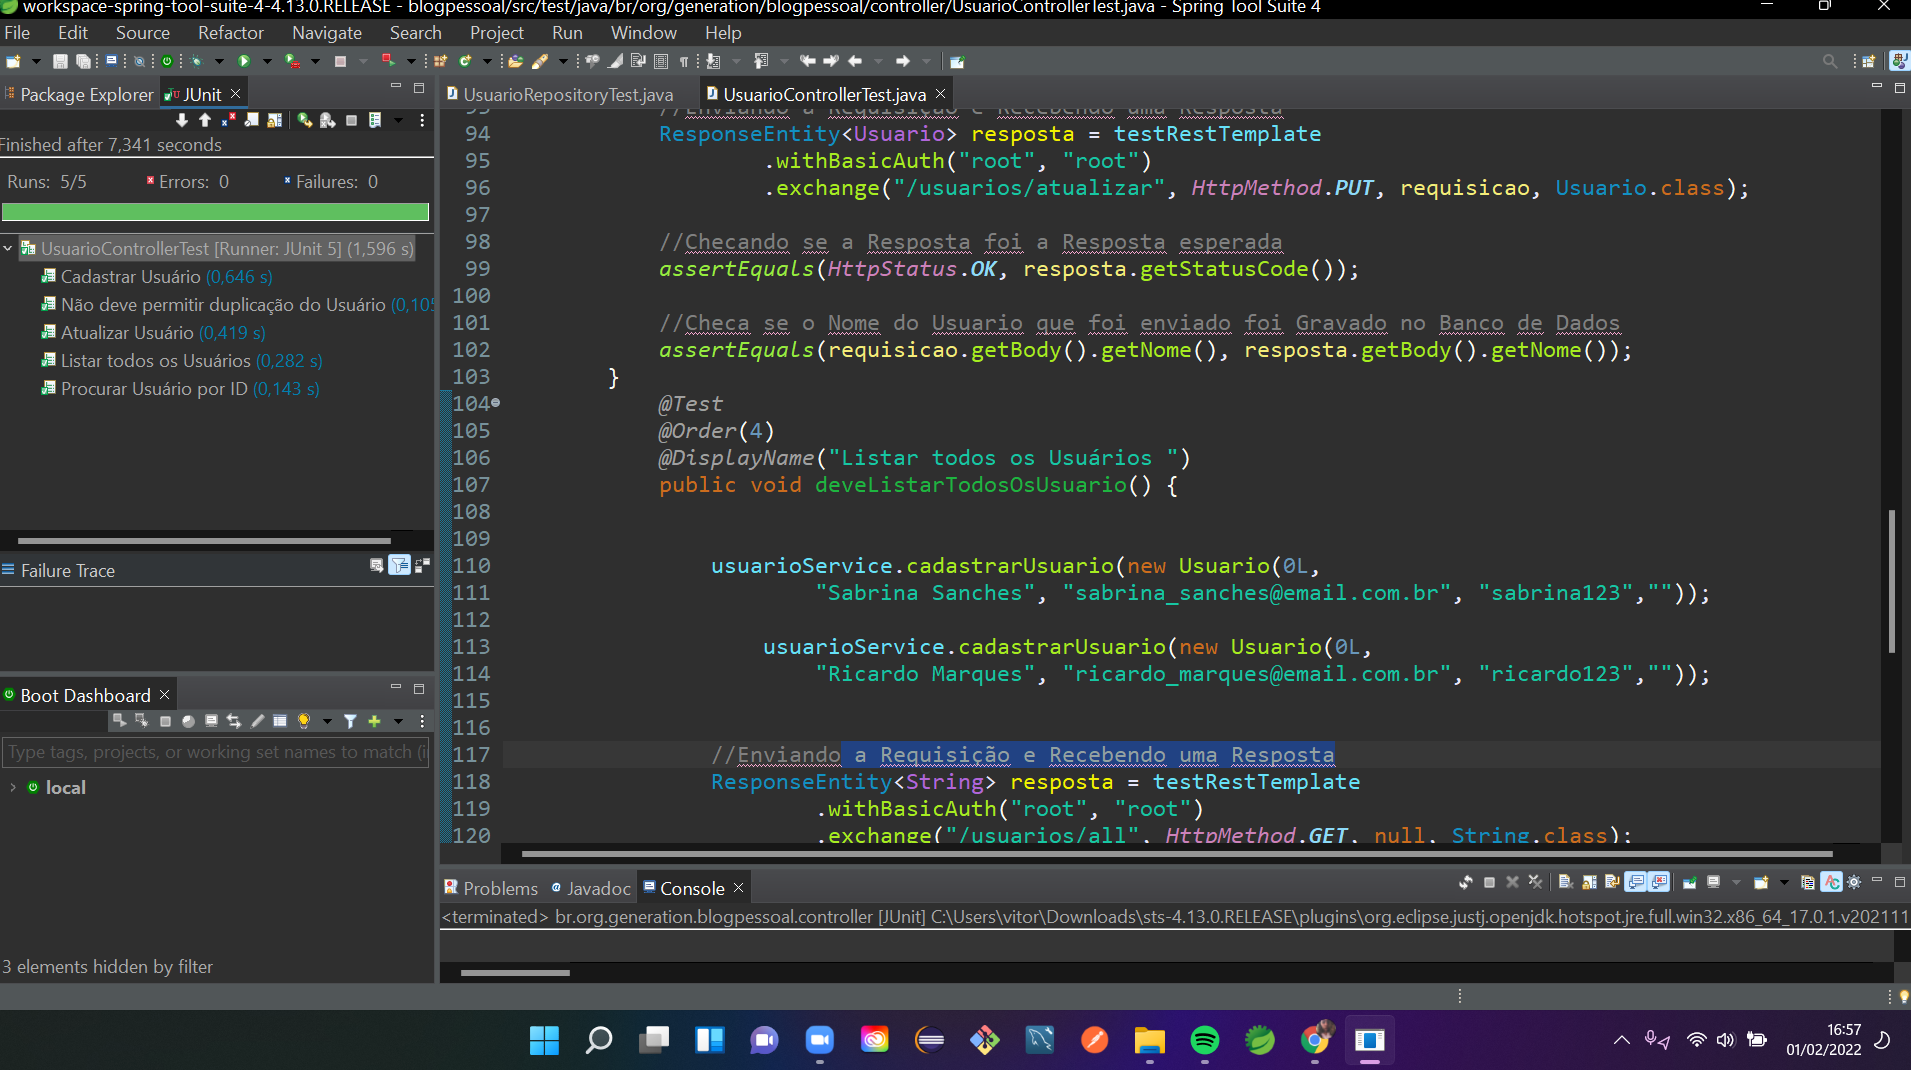 workspace-spring-tool-suite-4-4.13.0.RELEASE - blogpessoal/src/test/java/br/org/generation/blogpessoal/controller/UsuarioControllerTest.java - Spring Tool Suite 4
File Edit Source Refactor Navigate Search Project Run Window Help
Package Explorer JUnit
Finished after 7,341 seconds
Runs: 5/5 Errors: 0 Failures: 0
UsuarioControllerTest [Runner: JUnit 5] (1,596 s)
Cadastrar Usuário (0,646 s)
Não deve permitir duplicação do Usuário (0,105
Atualizar Usuário (0,419 s)
Listar todos os Usuários (0,282 s)
Procurar Usuário por ID (0,143 s)
Failure Trace
Boot Dashboard
Type tags, projects, or working set names to match (i
local
3 elements hidden by filter
UsuarioRepositoryTest.java UsuarioControllerTest.java
93 //Enviando a Requisição e Recebendo uma Resposta
94 ResponseEntity<Usuario> resposta = testRestTemplate
95 .withBasicAuth("root", "root")
96 .exchange("/usuarios/atualizar", HttpMethod.PUT, requisicao, Usuario.class);
97
98 //Checando se a Resposta foi a Resposta esperada
99 assertEquals(HttpStatus.OK, resposta.getStatusCode());
100
101 //Checa se o Nome do Usuario que foi enviado foi Gravado no Banco de Dados
102 assertEquals(requisicao.getBody().getNome(), resposta.getBody().getNome());
103 }
104 @Test
105 @Order(4)
106 @DisplayName("Listar todos os Usuários ")
107 public void deveListarTodosOsUsuario() {
108
109
110 usuarioService.cadastrarUsuario(new Usuario(0L,
111 "Sabrina Sanches", "sabrina_sanches@email.com.br", "sabrina123",""));
112
113 usuarioService.cadastrarUsuario(new Usuario(0L,
114 "Ricardo Marques", "ricardo_marques@email.com.br", "ricardo123",""));
115
116
117 //Enviando a Requisição e Recebendo uma Resposta
118 ResponseEntity<String> resposta = testRestTemplate
119 .withBasicAuth("root", "root")
120 .exchange("/usuarios/all", HttpMethod.GET, null, String.class);
Problems Javadoc Console
<terminated> br.org.generation.blogpessoal.controller [JUnit] C:\Users\vitor\Downloads\sts-4.13.0.RELEASE\plugins\org.eclipse.justj.openjdk.hotspot.jre.full.win32.x86_64_17.0.1.v202111
16:57
01/02/2022